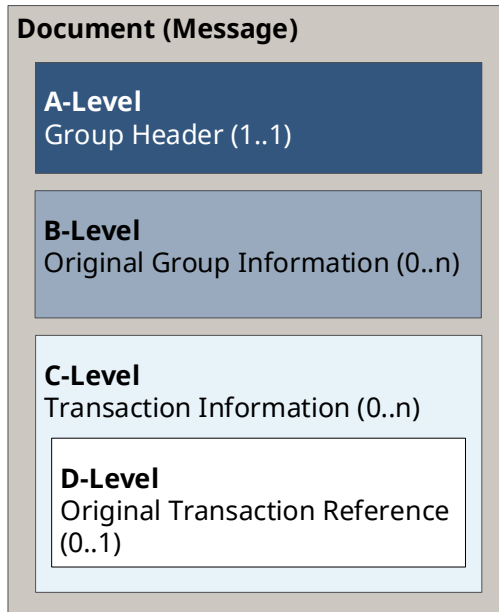 Document (Message)
A-Level
Group Header (1..1)
B-Level
Original Group Information (0..n)
C-Level
Transaction Information (0..n)
D-Level
Original Transaction Reference
(0..1)